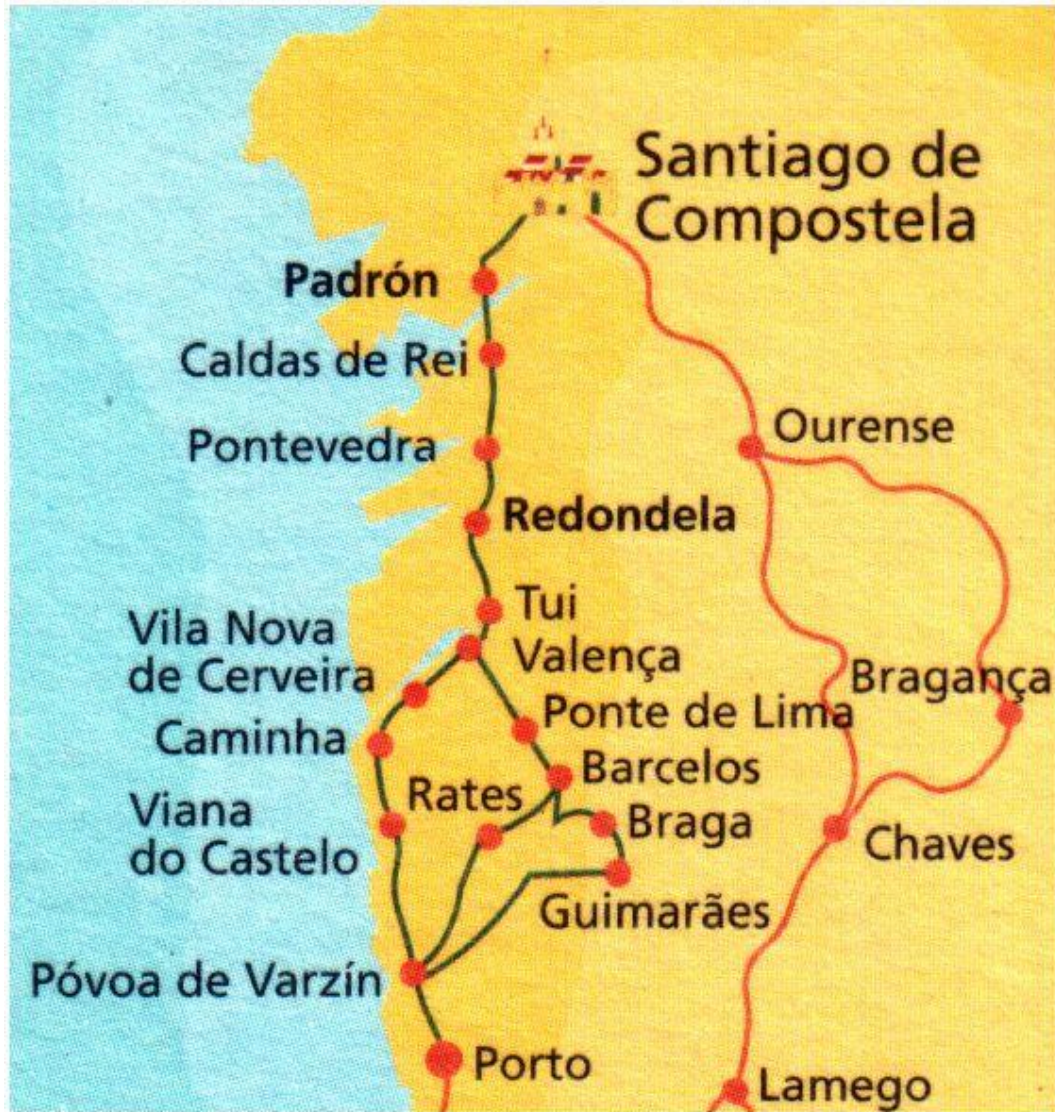 Santiago de
Compostela
Padrón
Caldas de Rei
Ourense
Pontevedra
Redondela
Tui
Vila Nova
de Cerveira
Valença
Bragança
Ponte de Lima
Caminha
Barcelos
Rates
Viana
do Castelo
Braga
Chaves
Guimarães
Póvoa de Varzín
Porto
Lamego